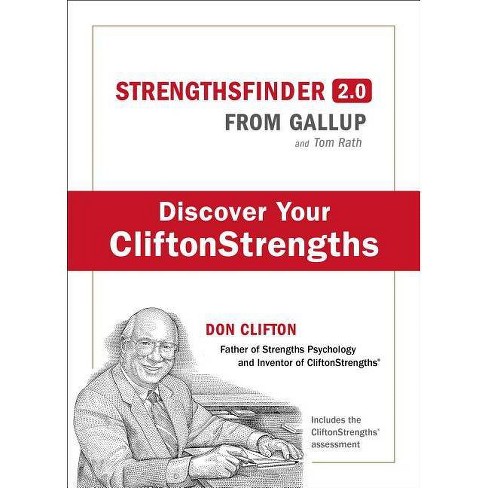 STRENGTHSFINDER 2.0
FROM GALLUP
and Tom Rath
Discover Your
CliftonStrengths
DON CLIFTON
Father of Strengths Psychology
and Inventor of CliftonStrengths®
Includes the
CliftonStrengths®
assessment